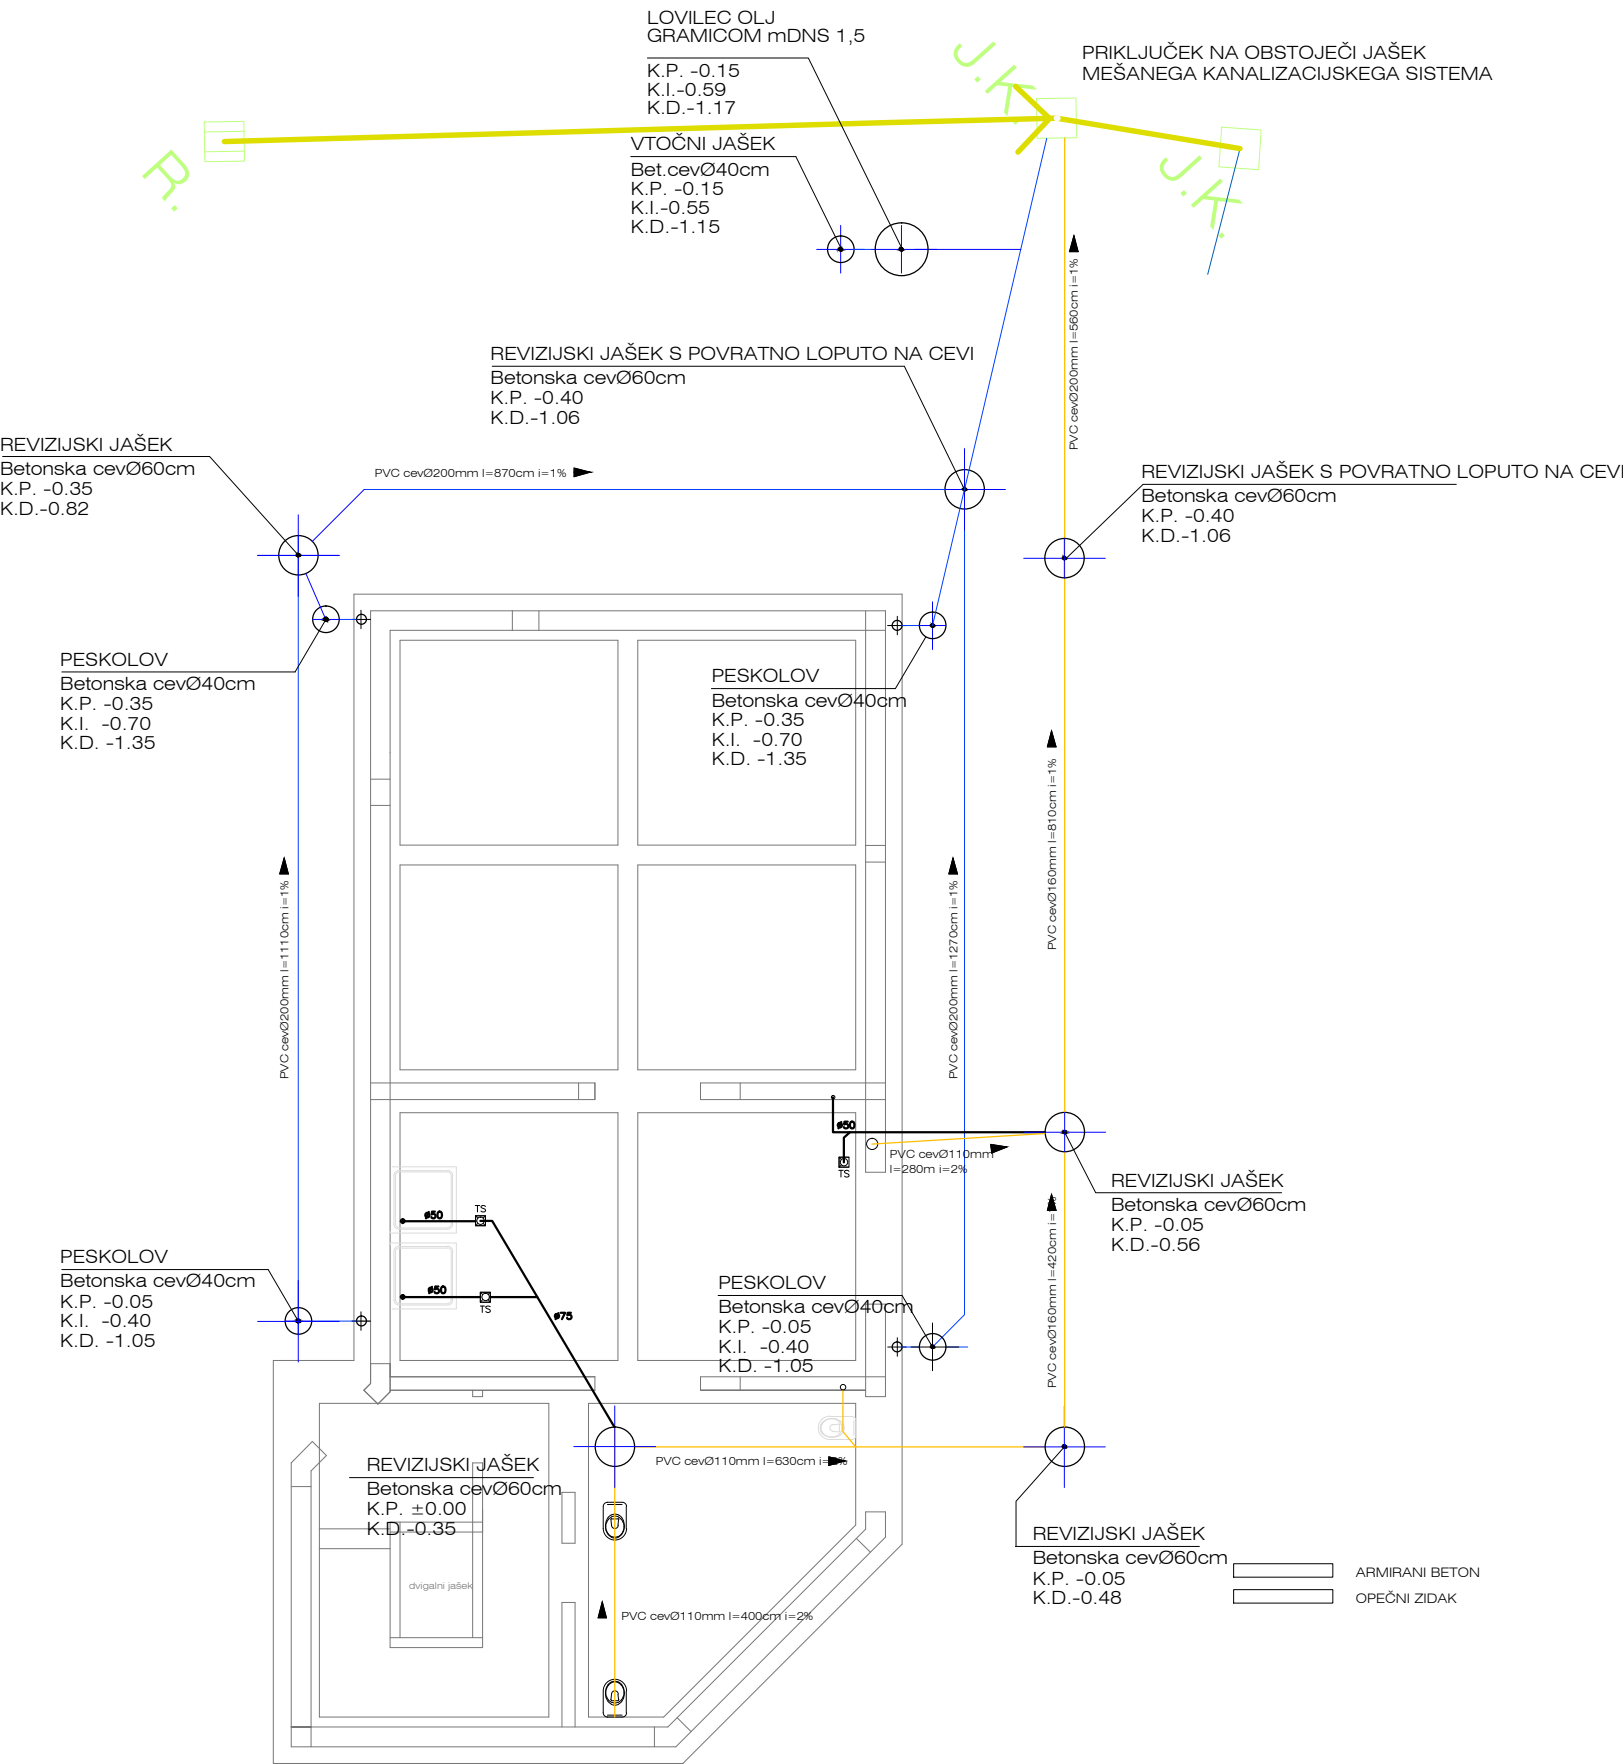 LOVILEC OLJ
GRAMICOM mDNS 1,5
K.P. -0.15
K.I.-0.59
K.D.-1.17
J.K.
PRIKLJUČEK NA OBSTOJEČI JAŠEK
MEŠANEGA KANALIZACIJSKEGA SISTEMA
R.
VTOČNI JAŠEK
Bet.cevØ40cm
K.P. -0.15
K.I.-0.55
K.D.-1.15
J.K.
PVC cevØ200mm l=560cm i=1%
REVIZIJSKI JAŠEK S POVRATNO LOPUTO NA CEVI
Betonska cevØ60cm
K.P. -0.40
K.D.-1.06
REVIZIJSKI JAŠEK
Betonska cevØ60cm
K.P. -0.35
K.D.-0.82
PVC cevØ200mm l=870cm i=1%
REVIZIJSKI JAŠEK S POVRATNO LOPUTO NA CEVI
Betonska cevØ60cm
K.P. -0.40
K.D.-1.06
PESKOLOV
Betonska cevØ40cm
K.P. -0.35
K.I. -0.70
K.D. -1.35
PESKOLOV
Betonska cevØ40cm
K.P. -0.35
K.I. -0.70
K.D. -1.35
PVC cevØ200mm l=1110cm i=1%
PVC cevØ200mm l=1270cm i=1%
PVC cevØ160mm l=810cm i=1%
ø50
TS
PVC cevØ110mm
l=280m i=2%
REVIZIJSKI JAŠEK
Betonska cevØ60cm
K.P. -0.05
K.D.-0.56
ø50
TS
ø50
TS
ø75
PESKOLOV
Betonska cevØ40cm
K.P. -0.05
K.I. -0.40
K.D. -1.05
PESKOLOV
Betonska cevØ40cm
K.P. -0.05
K.I. -0.40
K.D. -1.05
PVC cevØ160mm l=420cm
REVIZIJSKI JAŠEK
Betonska cevØ60cm
K.P. ±0.00
K.D.-0.35
PVC cevØ110mm l=630cm
dvigalni jašek
PVC cevØ110mm l=400cm i=2%
REVIZIJSKI JAŠEK
Betonska cevØ60cm
K.P. -0.05
K.D.-0.48
ARMIRANI BETON
OPEČNI ZIDAK